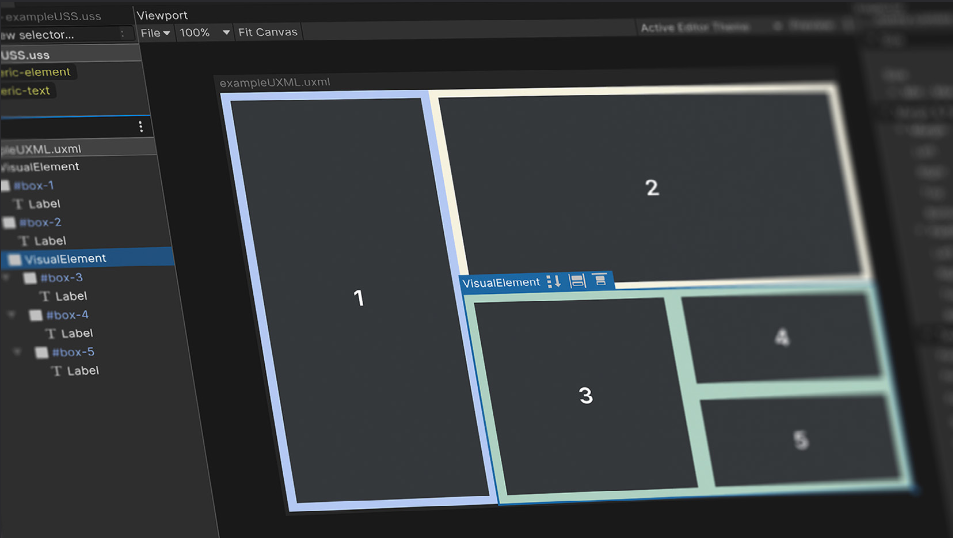 exampleUSS.uss
ew selector...
USS.uss
eric-element
eric-text
pleUXML.uxml
VisualElement
#box-1
Label
#box-2
Label
VisualElement
#box-3
Label
#box-4
Label
#box-5
Label
Viewport
File 100% Fit Canvas
Active Editor Theme
exampleUXML.uxml
1
2
VisualElement
3
4
5